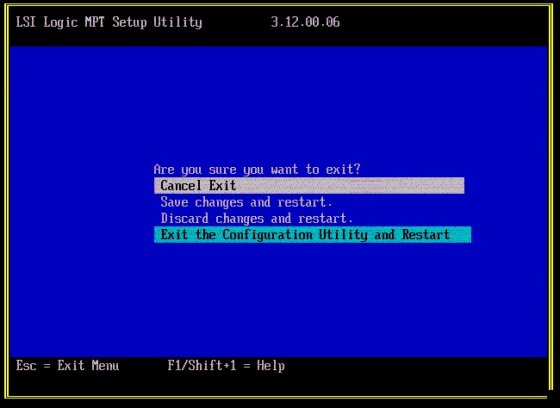 LSI Logic MPT Setup Utility 3.12.00.06
Are you sure you want to exit?
Cancel Exit
Save changes and restart.
Discard changes and restart.
Exit the Configuration Utility and Restart
Esc = Exit Menu F1/Shift+1 = Help